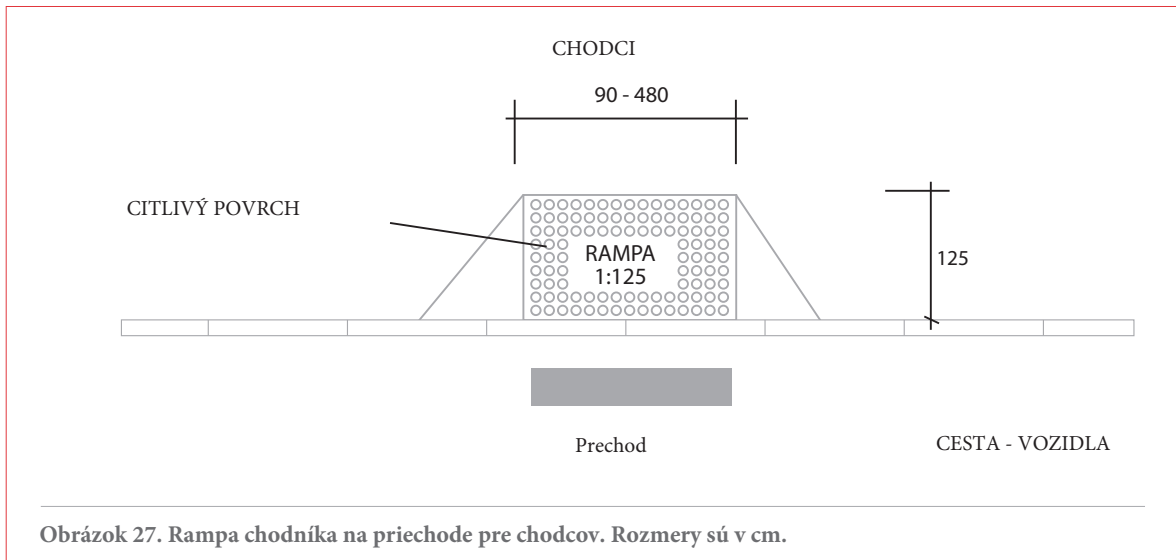 CHODCI
90 - 480
CITLIVÝ POVRCH
RAMPA
1:125
125
Prechod
CESTA - VOZIDLA
Obrázok 27. Rampa chodníka na priechode pre chodcov. Rozmery sú v cm.